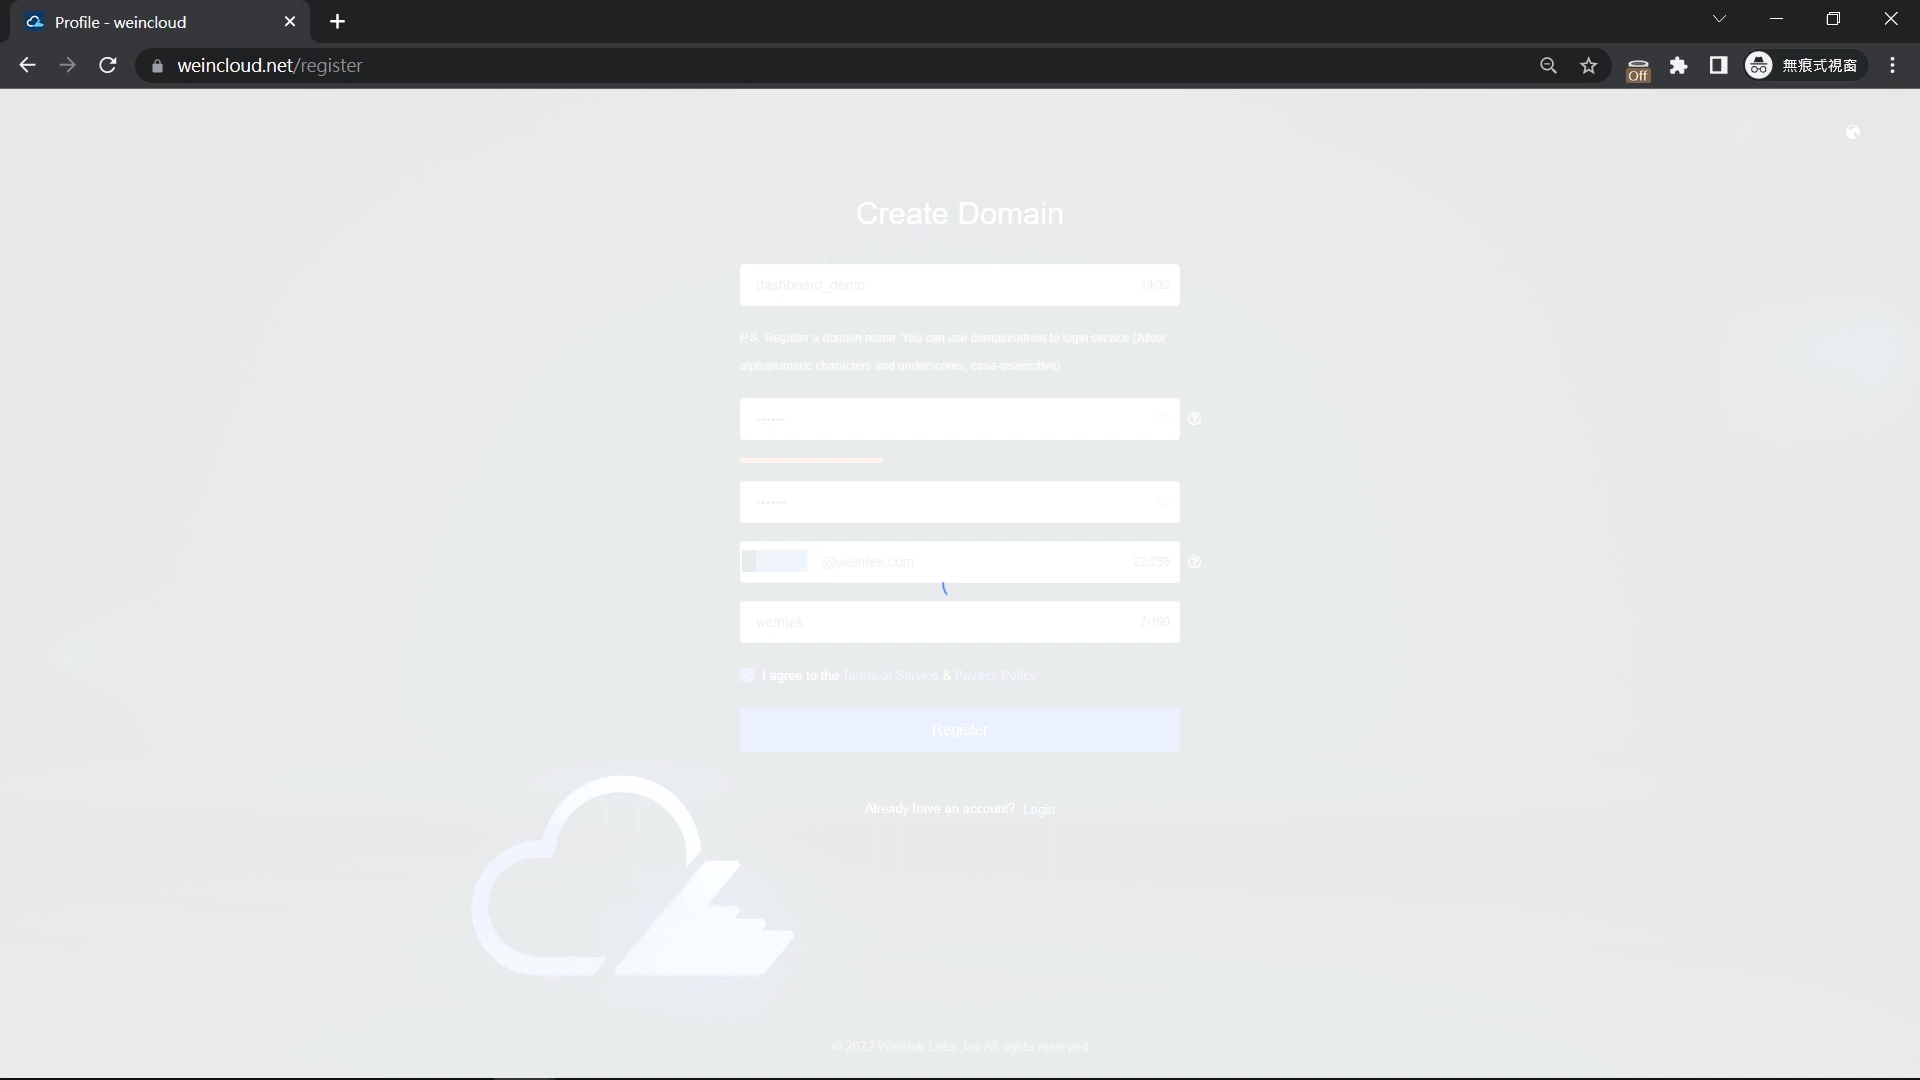 Profile - weincloud
weincloud.net/register
Off
無痕式視窗
Create Domain
dashboard_demo 14/32
P.S. Register a domain name. You can use domain/admin to login service (Allow
alphanumeric characters and underscores, case-insensitive)
@weintek.com 22/255
weintek 7/190
I agree to the Terms of Service & Privacy Policy
Register
Already have an account? Login
© 2022 Weintek Labs.,Inc All rights reserved